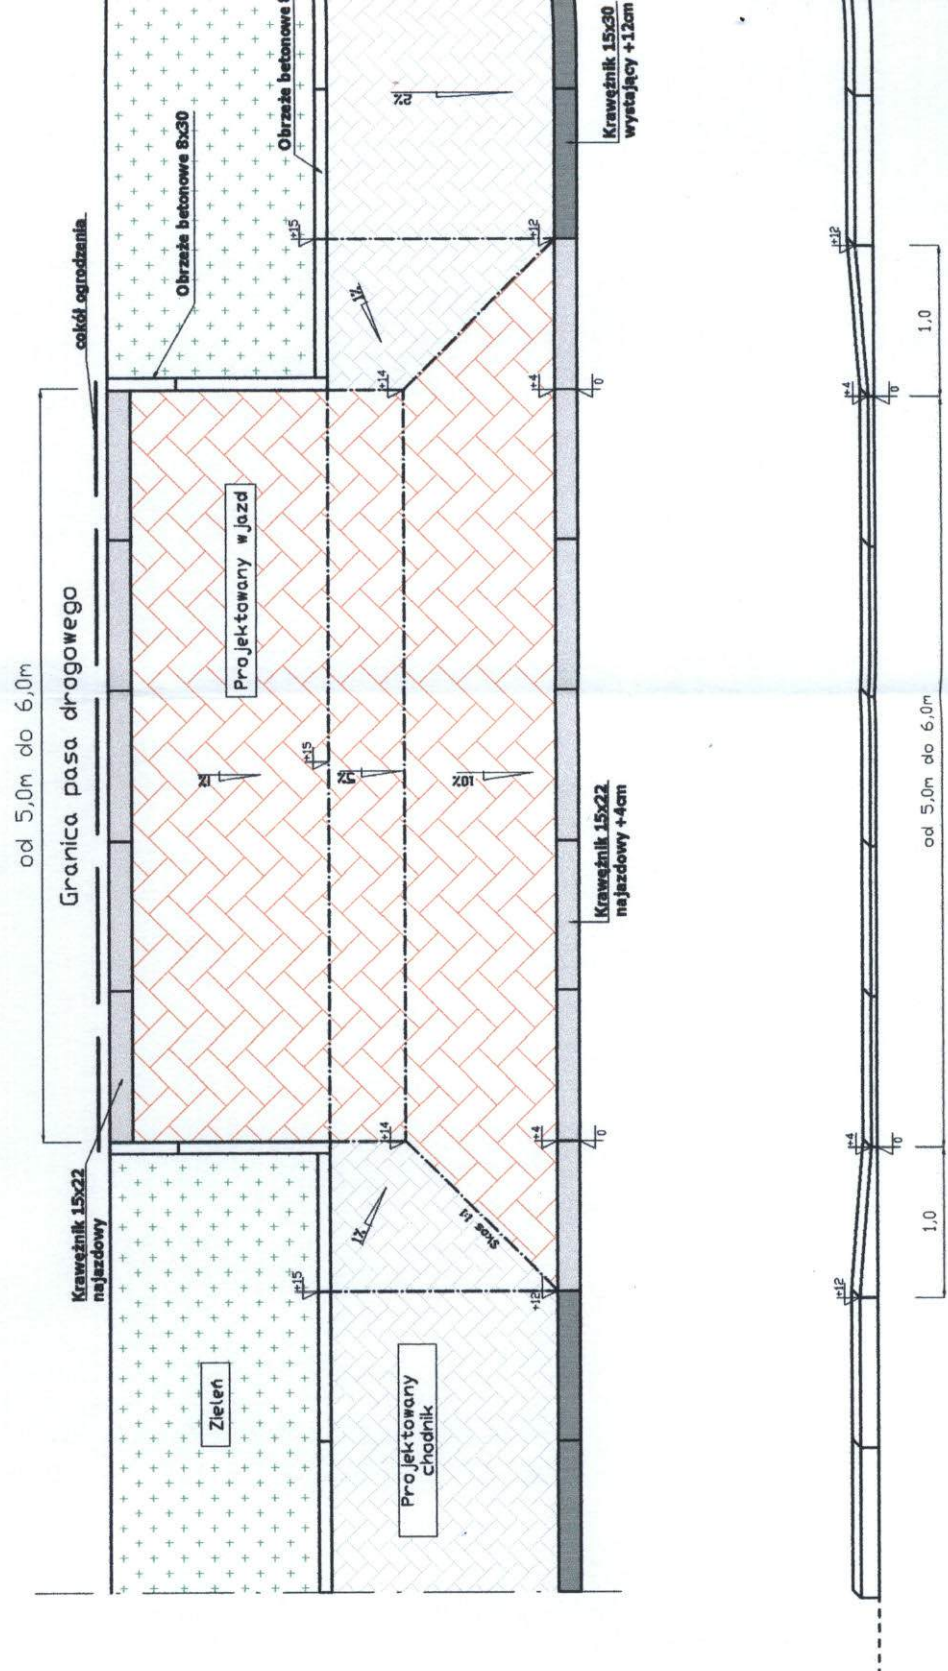 od 5,0m do 6,0m
Granica pasa drogowego
cokół ogrodzania
Krawężnik 15x22
najazdowy
Obrzeże betonowe 8x30
Obrzeże betonowe 8
Zieleń
Projektowany wjazd
Projektowany
chodnik
+15
+15
+15
2%
1%
1%
5%
10%
+14
+14
Skos 1:1
+12
+4
0
+4
0
+12
Krawężnik 15x22
najazdowy +4cm
Krawężnik 15x30
wystający +12cm
+12
+4
0
+4
0
+12
1,0
od 5,0m do 6,0m
1,0